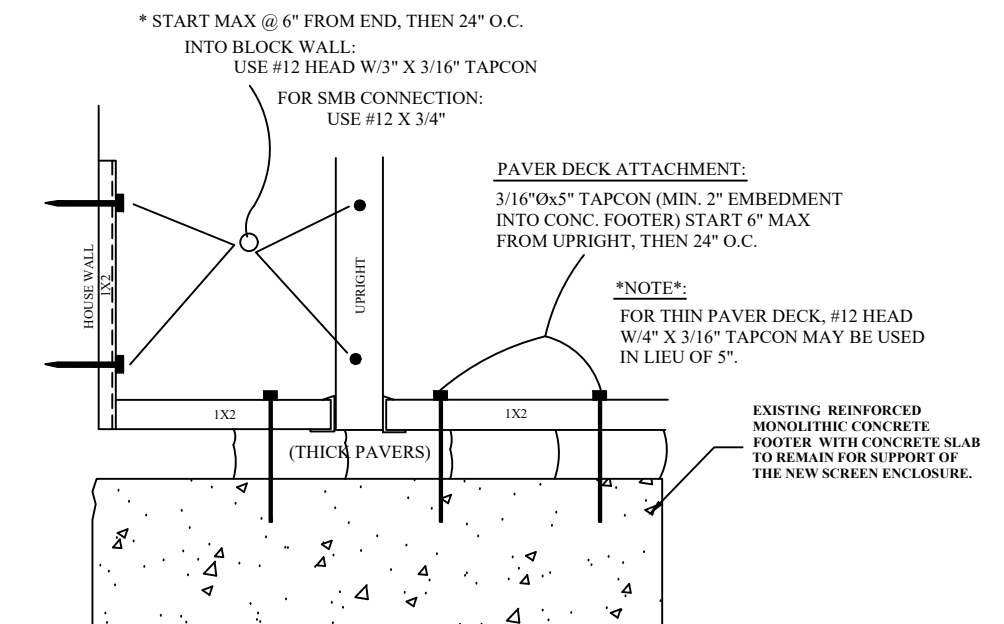 * START MAX @ 6" FROM END, THEN 24" O.C.
INTO BLOCK WALL:
USE #12 HEAD W/3" X 3/16" TAPCON
FOR SMB CONNECTION:
USE #12 X 3/4"
PAVER DECK ATTACHMENT:
3/16"Øx5" TAPCON (MIN. 2" EMBEDMENT
INTO CONC. FOOTER) START 6" MAX
FROM UPRIGHT, THEN 24" O.C.
*NOTE*:
FOR THIN PAVER DECK, #12 HEAD
W/4" X 3/16" TAPCON MAY BE USED
IN LIEU OF 5".
HOUSE WALL
1X2
UPRIGHT
1X2
1X2
(THICK PAVERS)
EXISTING REINFORCED
MONOLITHIC CONCRETE
FOOTER WITH CONCRETE SLAB
TO REMAIN FOR SUPPORT OF
THE NEW SCREEN ENCLOSURE.